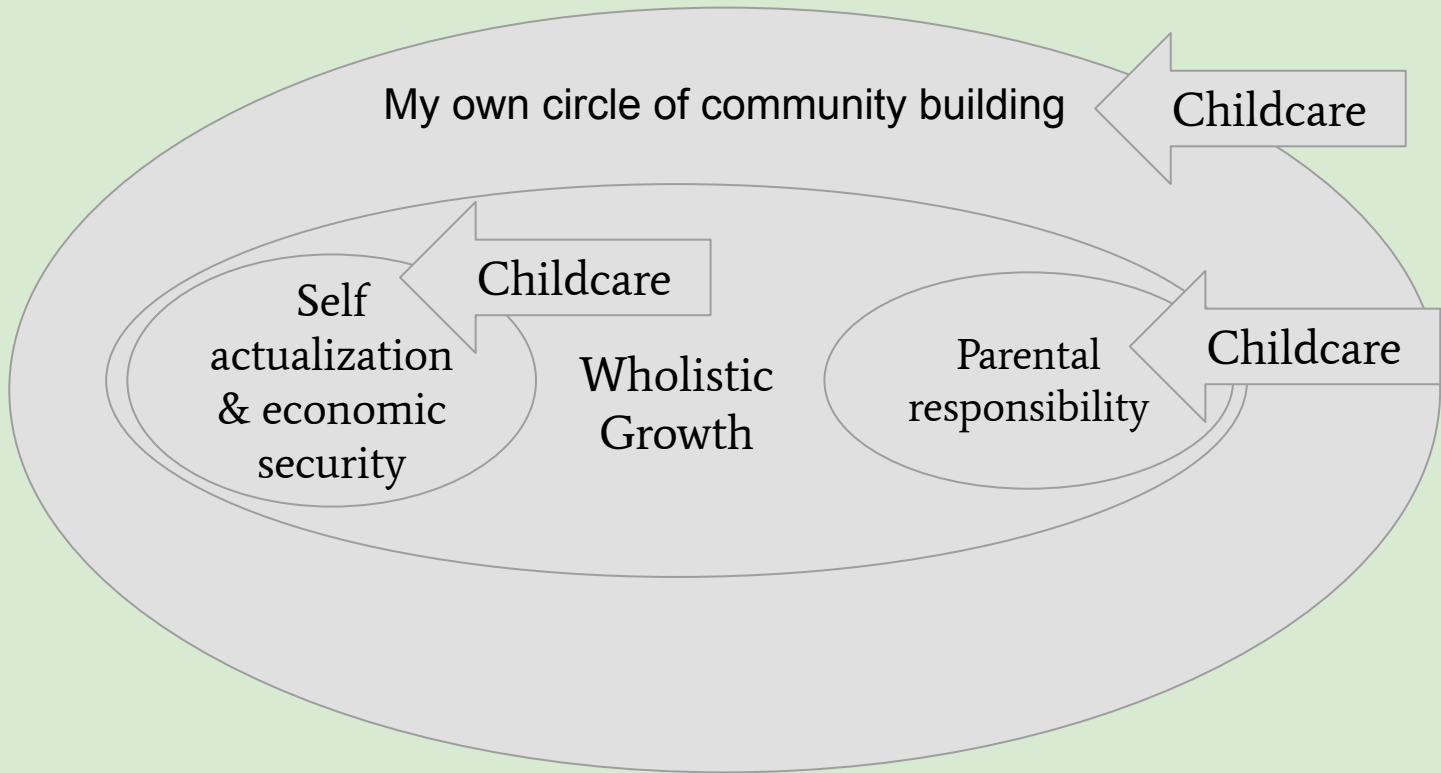 My own circle of community building
Childcare
Childcare
Self
actualization
& economic
security
Wholistic
Growth
Parental
responsibility
Childcare